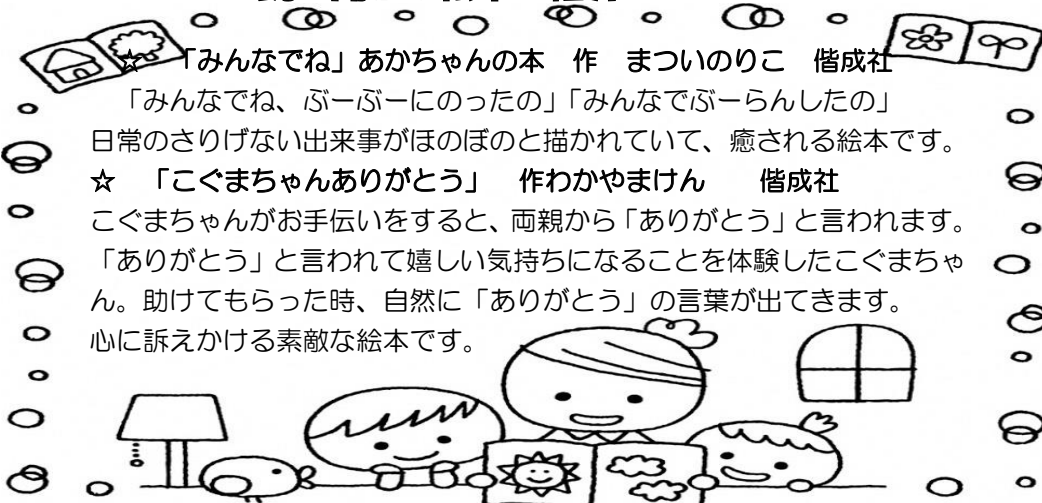 ☆ 「みんなでね」あかちゃんの本 作 まついのりこ 偕成社
「みんなでね、ぶーぶーにのったの」「みんなでぶーらんしたの」
日常のさりげない出来事がほのぼのと描かれていて、癒される絵本です。
☆ 「こぐまちゃんありがとう」 作わかやまけん 偕成社
こぐまちゃんがお手伝いをすると、両親から「ありがとう」と言われます。
「ありがとう」と言われて嬉しい気持ちになることを体験したこぐまちゃ
ん。助けてもらった時、自然に「ありがとう」の言葉が出てきます。
心に訴えかける素敵な絵本です。